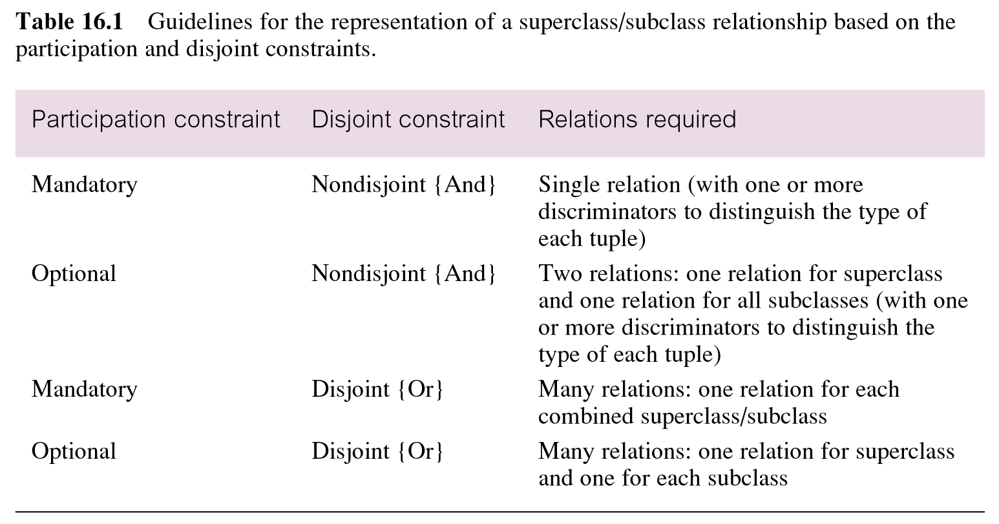 Table 16.1 Guidelines for the representation of a superclass/subclass relationship based on the
participation and disjoint constraints.
Participation constraint Disjoint constraint Relations required
Mandatory Nondisjoint {And} Single relation (with one or more
discriminators to distinguish the type of
each tuple)
Optional Nondisjoint {And} Two relations: one relation for superclass
and one relation for all subclasses (with one
or more discriminators to distinguish the
type of each tuple)
Mandatory Disjoint {Or} Many relations: one relation for each
combined superclass/subclass
Optional Disjoint {Or} Many relations: one relation for superclass
and one for each subclass